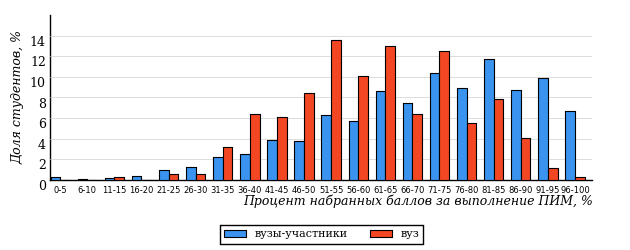 Доля студентов, %
14
12
10
8
6
4
2
0
0-5 6-10 11-15 16-20 21-25 26-30 31-35 36-40 41-45 46-50 51-55 56-60 61-65 66-70 71-75 76-80 81-85 86-90 91-95 96-100
Процент набранных баллов за выполнение ПИМ, %
вузы-участники вуз